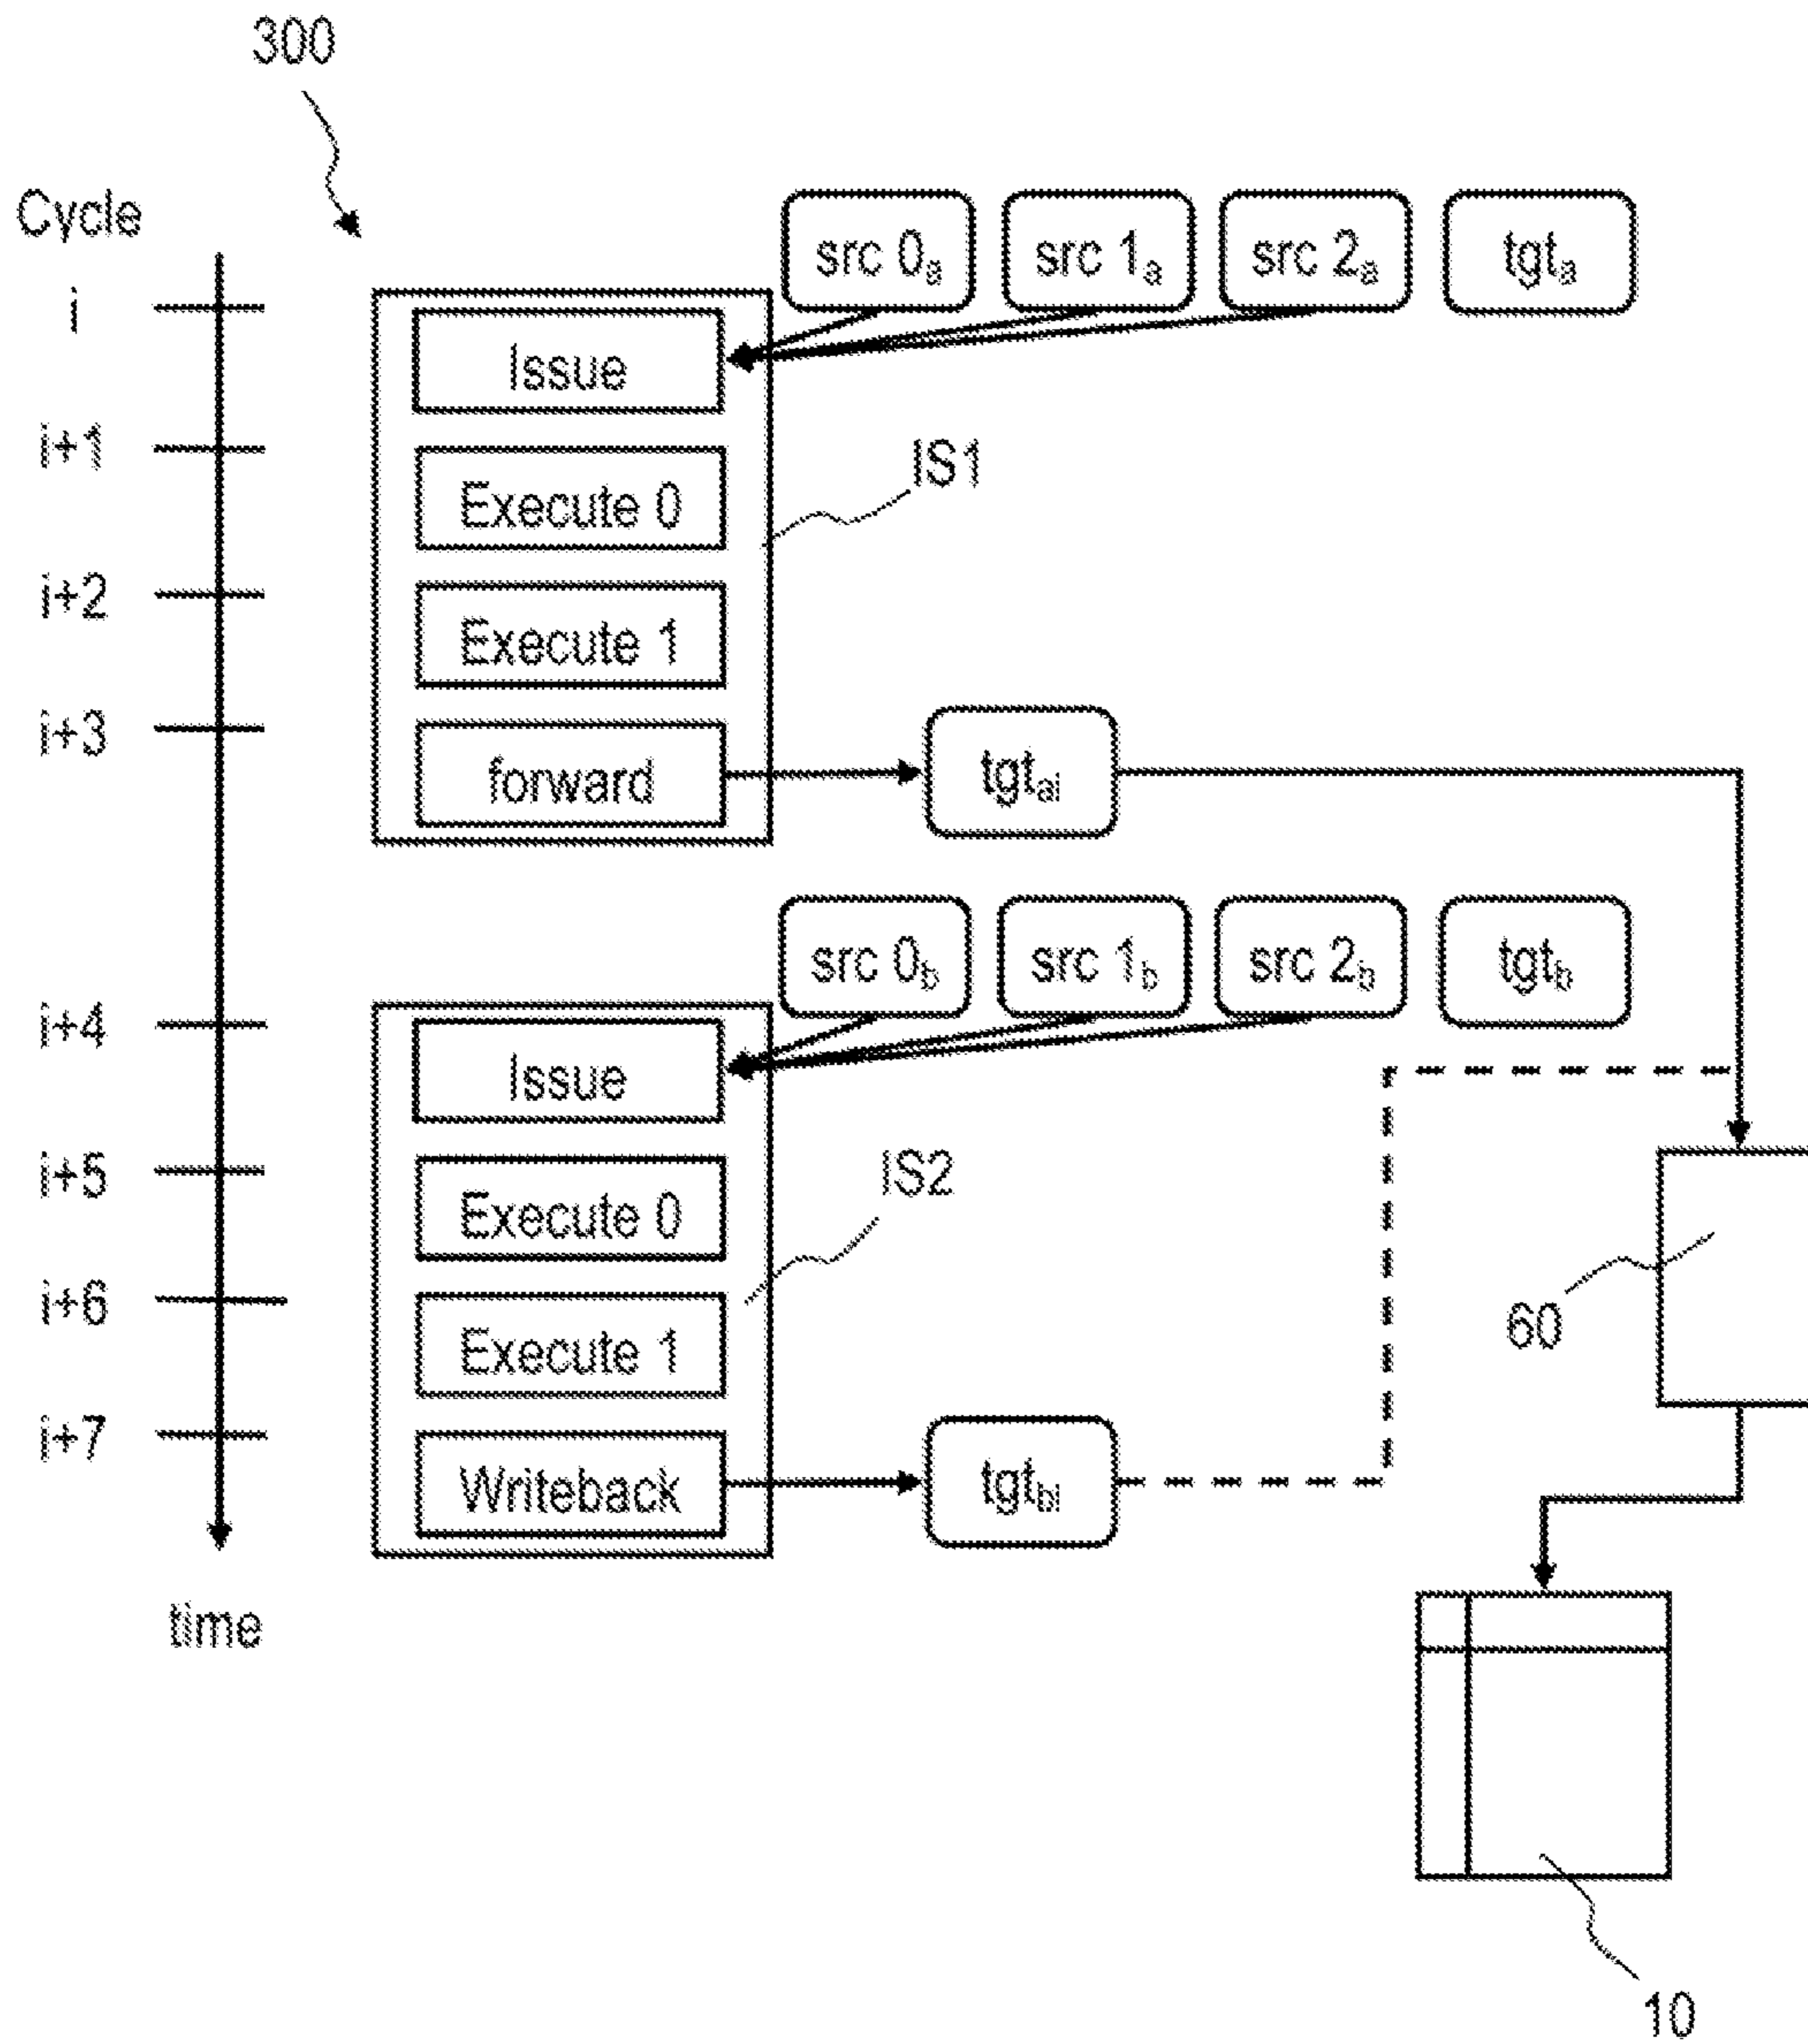 300
Cycle
src 0a src 1a src 2a tgta
i
Issue
i+1
IS1
Execute 0
i+2
Execute 1
i+3
forward tgtai
src 0b src 1b src 2b tgtb
i+4
Issue
i+5
IS2
Execute 0
i+6
60
Execute 1
i+7
Writeback tgtbi
time
10